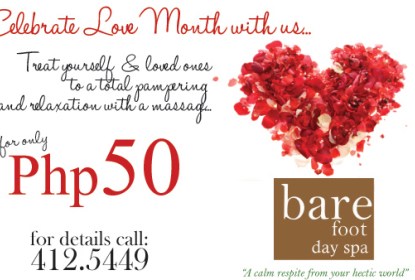 Celebrate Love Month with us...
Treat yourself & loved ones
to a total pampering
and relaxation with a massag...
for only
Php50
for details call:
412.5449
bare
foot
day spa
"A calm respite from your hectic world"